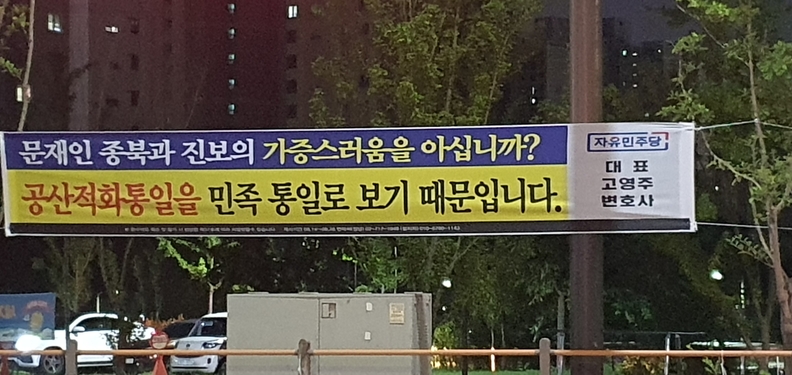 문재인 종북과 진보의 가증스러움을 아십니까?
공산적화통일을 민족 통일로 보기 때문입니다.
자유민주당
대 표
고영주
변호사